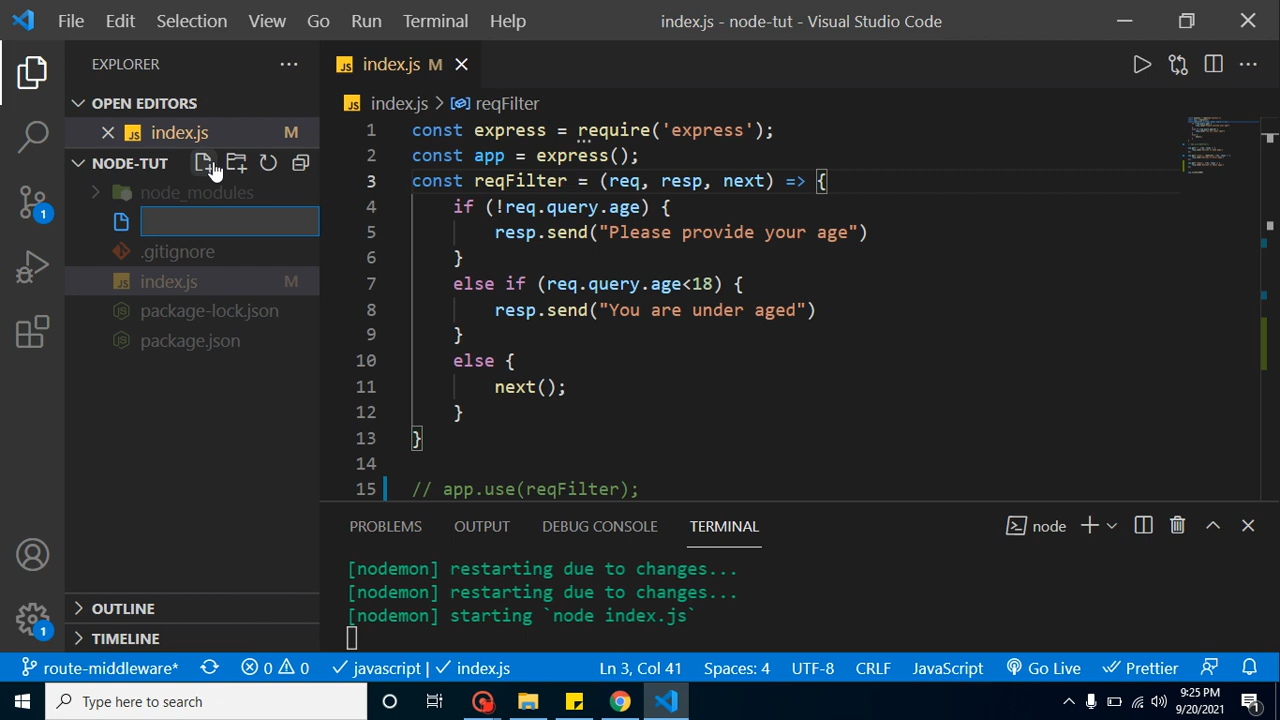 File Edit Selection View Go Run Terminal Help index.js - node-tut - Visual Studio Code
EXPLORER
OPEN EDITORS
JS index.js M
NODE-TUT
node_modules
.gitignore
JS index.js M
package-lock.json
package.json
OUTLINE
TIMELINE
1
1
JS index.js M
JS index.js > reqFilter
1 const express = require('express');
2 const app = express();
3 const reqFilter = (req, resp, next) => {
4 if (!req.query.age) {
5 resp.send("Please provide your age")
6 }
7 else if (req.query.age<18) {
8 resp.send("You are under aged")
9 }
10 else {
11 next();
12 }
13 }
14
15 // app.use(reqFilter);
PROBLEMS OUTPUT DEBUG CONSOLE TERMINAL node
[nodemon] restarting due to changes...
[nodemon] restarting due to changes...
[nodemon] starting `node index.js`
route-middleware* 0 0 javascript | index.js Ln 3, Col 41 Spaces: 4 UTF-8 CRLF JavaScript Go Live Prettier
Type here to search
9:25 PM
9/20/2021
1